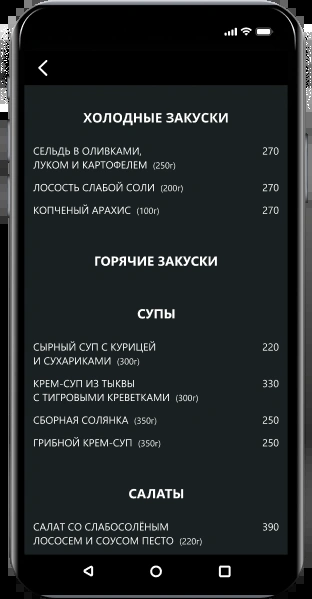 ХОЛОДНЫЕ ЗАКУСКИ
СЕЛЬДЬ В ОЛИВКАМИ, 270
ЛУКОМ И КАРТОФЕЛЕМ (250г)
ЛОСОСТЬ СЛАБОЙ СОЛИ (200г) 270
КОПЧЕНЫЙ АРАХИС (100г) 270
ГОРЯЧИЕ ЗАКУСКИ
СУПЫ
СЫРНЫЙ СУП С КУРИЦЕЙ 220
И СУХАРИКАМИ (300г)
КРЕМ-СУП ИЗ ТЫКВЫ 330
С ТИГРОВЫМИ КРЕВЕТКАМИ (300г)
СБОРНАЯ СОЛЯНКА (350г) 250
ГРИБНОЙ КРЕМ-СУП (350г) 250
САЛАТЫ
САЛАТ СО СЛАБОСОЛЁНЫМ 390
ЛОСОСЕМ И СОУСОМ ПЕСТО (220г)